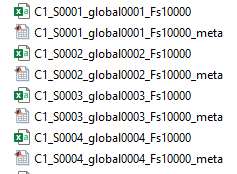 C1_S0001_global0001_Fs10000
C1_S0001_global0001_Fs10000_meta
C1_S0002_global0002_Fs10000
C1_S0002_global0002_Fs10000_meta
C1_S0003_global0003_Fs10000
C1_S0003_global0003_Fs10000_meta
C1_S0004_global0004_Fs10000
C1_S0004_global0004_Fs10000_meta